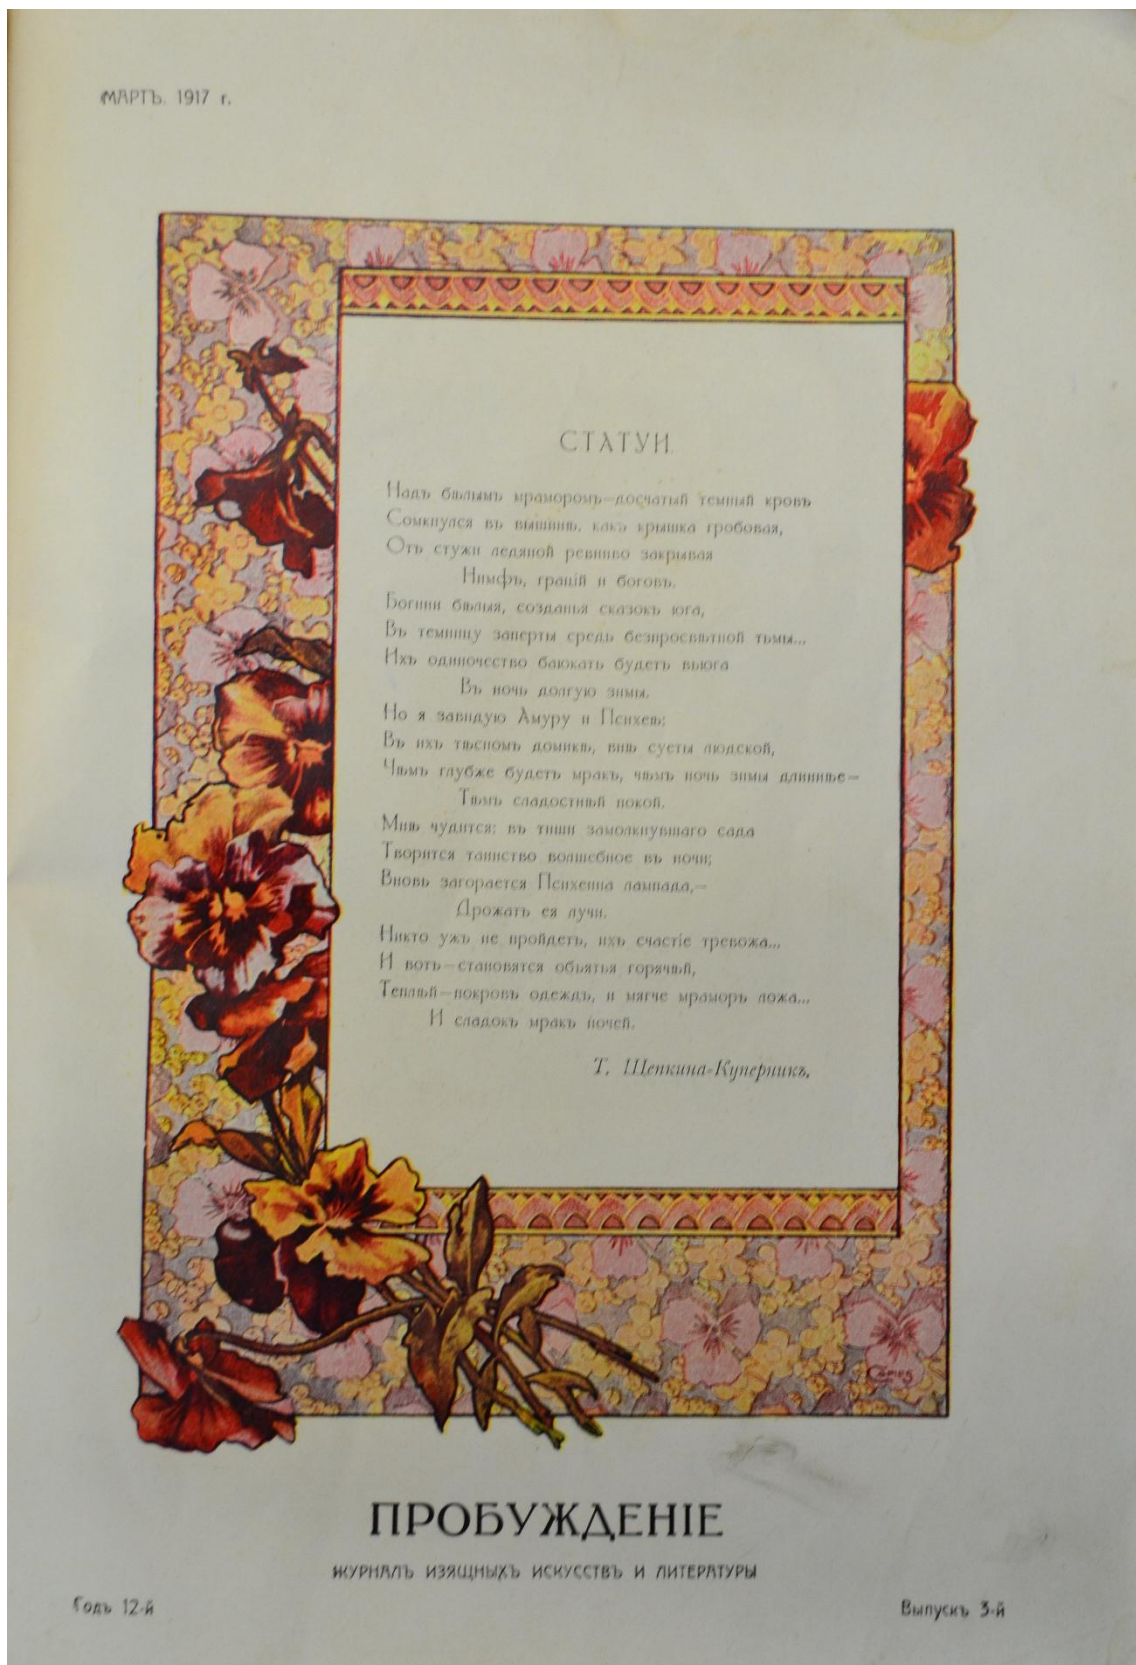 МАРТЪ. 1917 г.
СТАТУИ.
Надъ бѣлымъ мраморомъ—досчатый темный кровъ
Сомкнулся въ вышинѣ, какъ крышка гробовая,
Отъ стужи ледяной ревниво закрывая
Нимфъ, грацій и боговъ.
Богини бѣлыя, созданья сказокъ юга,
Въ темницу заперты средь безпросвѣтной тьмы...
Ихъ одиночество баюкать будетъ вьюга
Въ ночь долгую зимы.
Но я завидую Амуру и Психеѣ:
Въ ихъ тѣсномъ домикѣ, внѣ суеты людской,
Чѣмъ глубже будетъ мракъ, чѣмъ ночь зимы длиннѣе—
Тѣмъ сладостнѣй покой.
Мнѣ чудится: въ тиши замолкнувшаго сада
Творится таинство волшебное въ ночи;
Вновь загорается Психеина лампада,—
Дрожатъ ея лучи.
Никто ужъ не пройдетъ, ихъ счастіе тревожа...
И вотъ—становятся объятья горячѣй,
Теплѣй—покровъ одеждъ, и мягче мраморъ ложа...
И сладокъ мракъ ночей.
Т. Щепкина-Куперникъ.
ПРОБУЖДЕНІЕ
ЖУРНАЛЪ ИЗЯЩНЫХЪ ИСКУССТВЪ И ЛИТЕРАТУРЫ
Годъ 12-й
Выпускъ 3-й